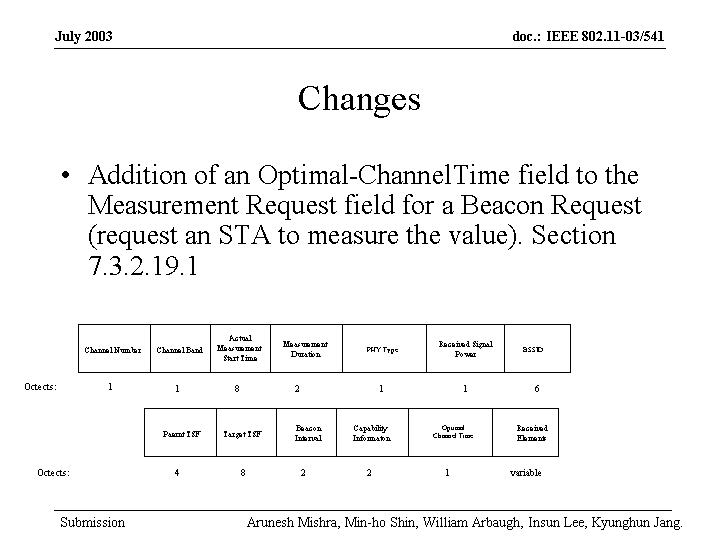 July 2003 doc.: IEEE 802.11-03/541
Changes
• Addition of an Optimal-ChannelTime field to the
Measurement Request field for a Beacon Request
(request an STA to measure the value). Section
7.3.2.19.1
Channel Number Channel Band Actual Measurement Start Time Measurement Duration PHY Type Received Signal Power BSSID
Octects: 1 1 8 2 1 1 6
Parent TSF Target TSF Beacon Interval Capability Information Optimal Channel Time Received Elements
Octects: 4 8 2 2 1 variable
Submission Arunesh Mishra, Min-ho Shin, William Arbaugh, Insun Lee, Kyunghun Jang.